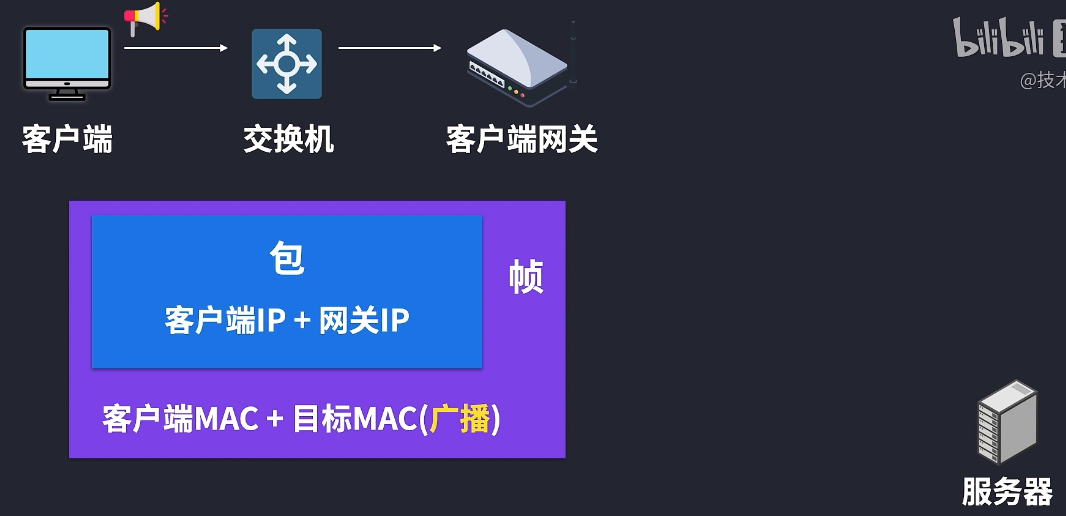 bilibili
@技术
客户端
交换机
客户端网关
包
帧
客户端IP + 网关IP
客户端MAC + 目标MAC(广播)
服务器